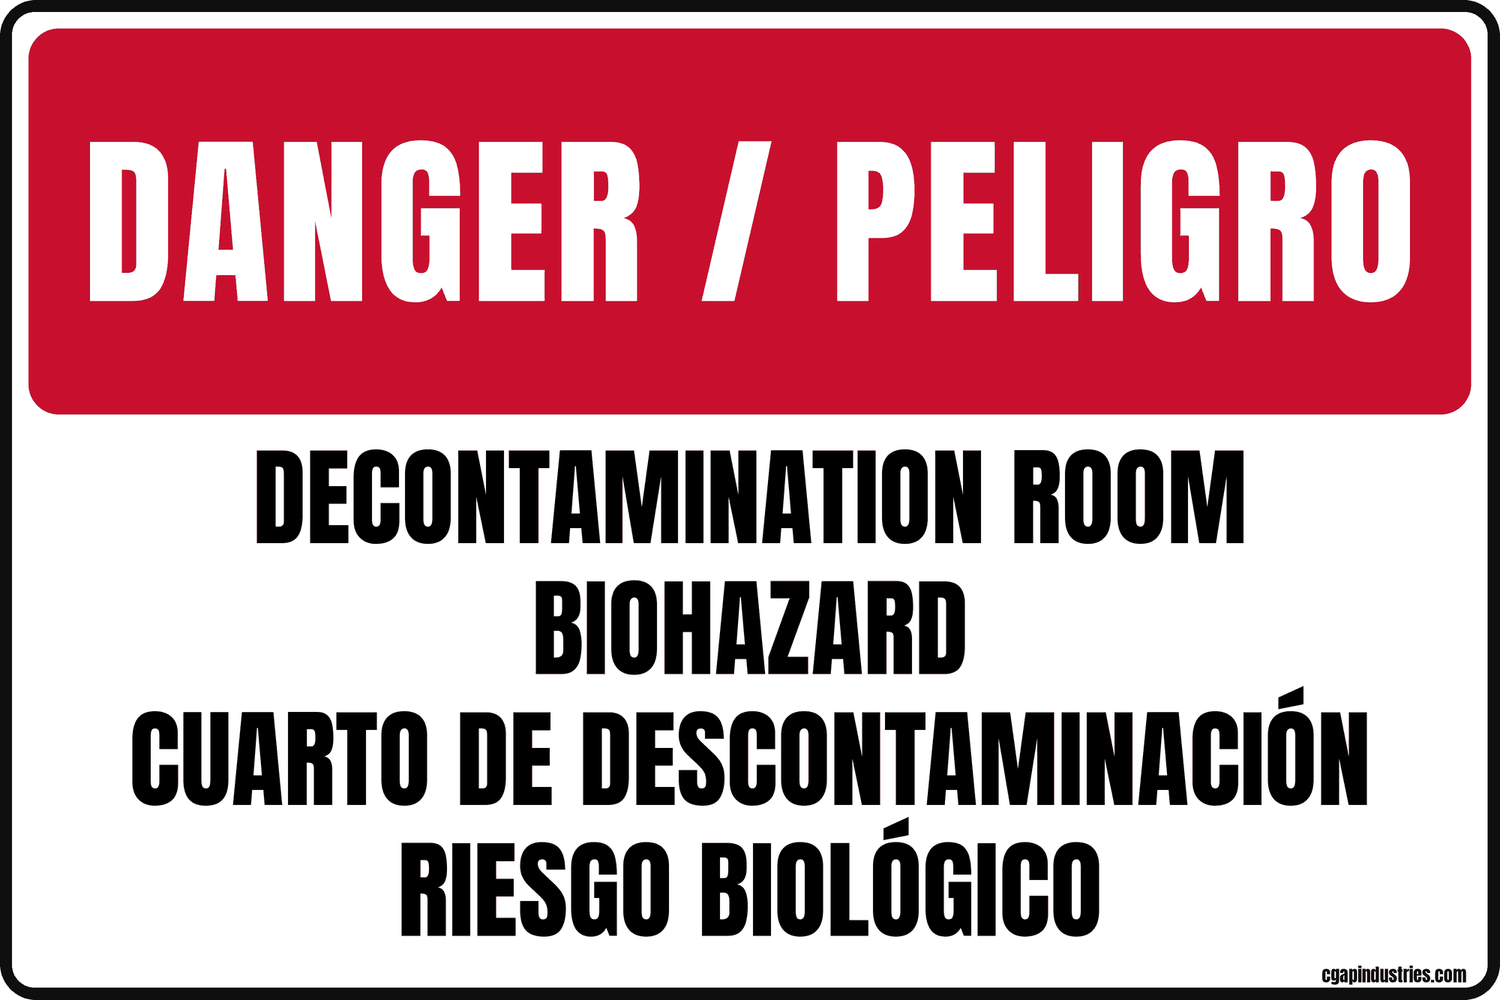 DANGER / PELIGRO
DECONTAMINATION ROOM
BIOHAZARD
CUARTO DE DESCONTAMINACIÓN
RIESGO BIOLÓGICO
cgapindustries.com